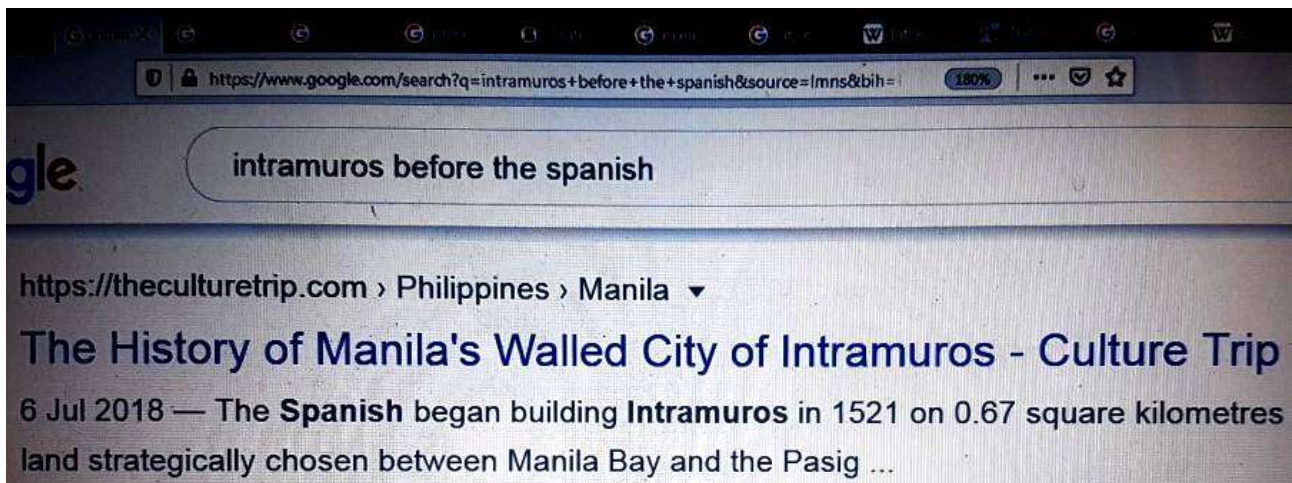 https://www.google.com/search?q=intramuros+before+the+spanish&source=lmns&bih= 180%
gle
intramuros before the spanish
https://theculturetrip.com › Philippines › Manila
The History of Manila's Walled City of Intramuros - Culture Trip
6 Jul 2018 — The Spanish began building Intramuros in 1521 on 0.67 square kilometres
land strategically chosen between Manila Bay and the Pasig ...